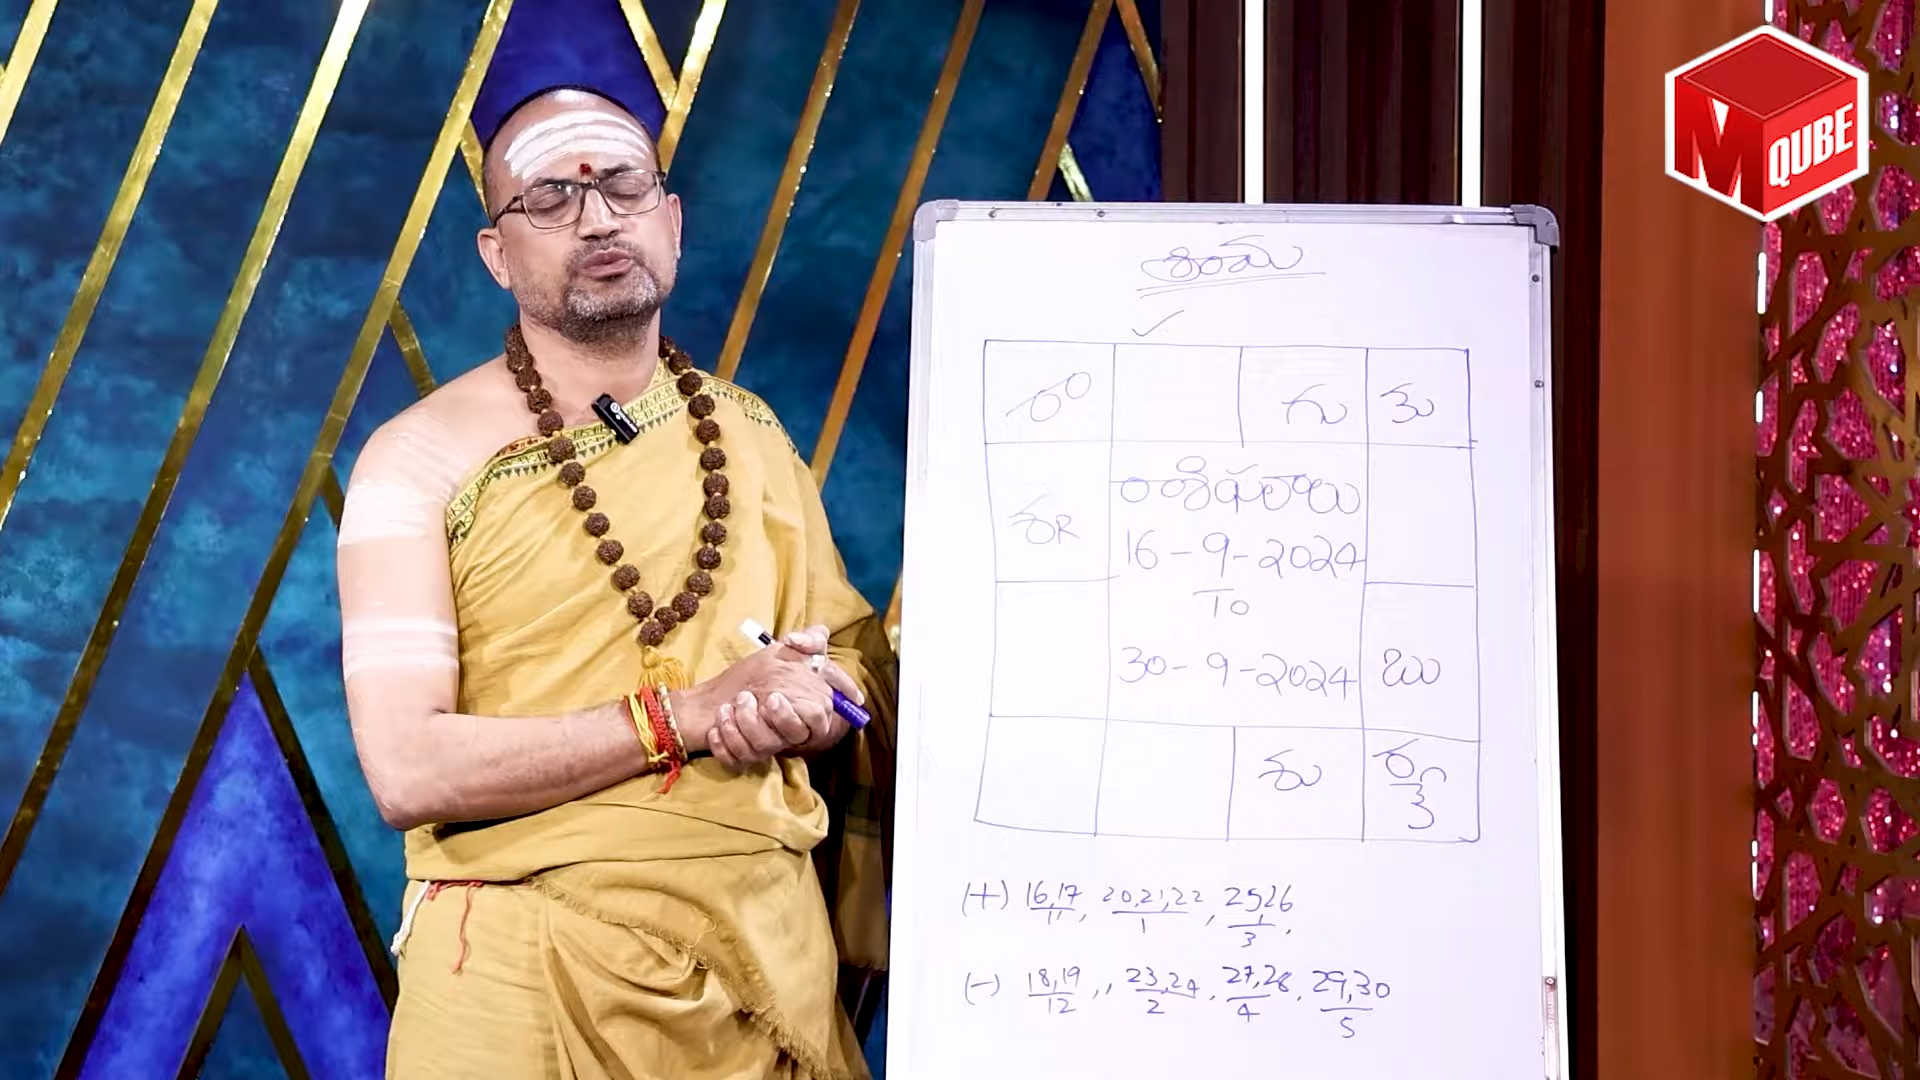 శ్రీరామ
రా గు కు
రాశిఫలాలు
శR 16-9-2024
To
30-9-2024 బు
శు ర కే
(+) 16,17/11, 20,21,22/1, 25,26/3,
(-) 18,19/12,, 23,24/2, 27,28/4, 29,30/5
M QUBE